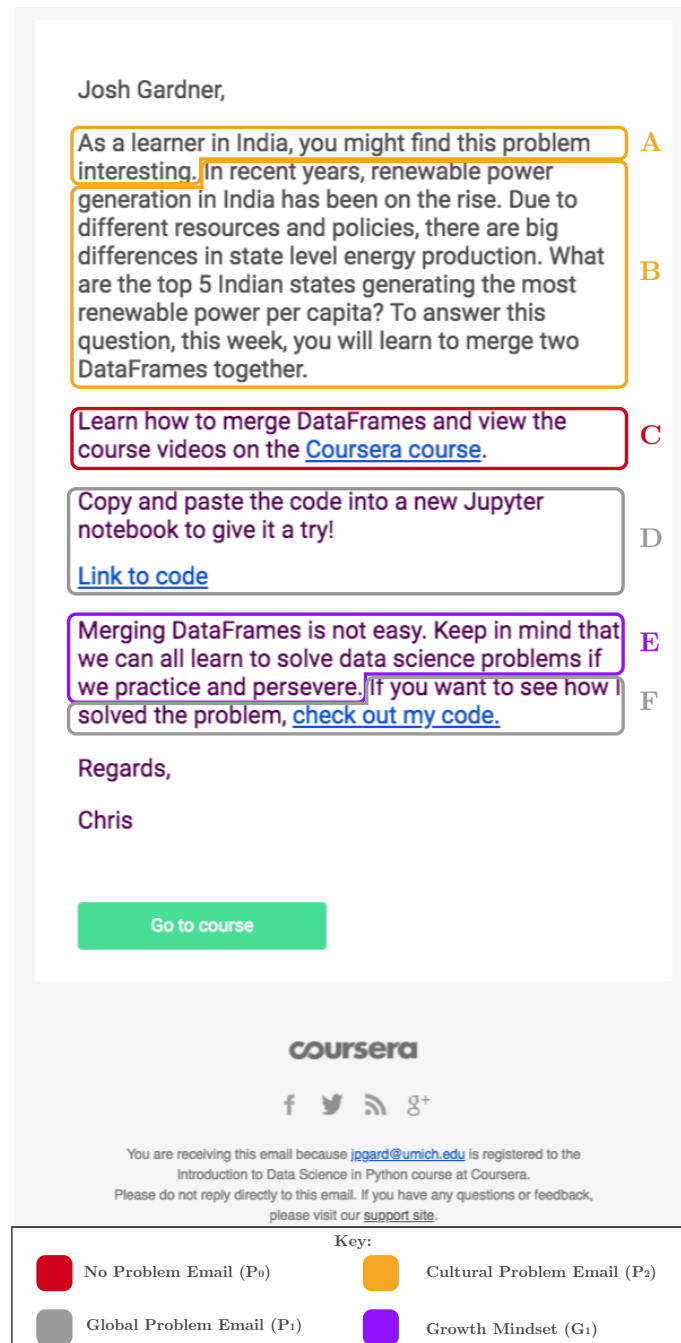 Josh Gardner,
As a learner in India, you might find this problem A
interesting. In recent years, renewable power
generation in India has been on the rise. Due to
different resources and policies, there are big
differences in state level energy production. What
B
are the top 5 Indian states generating the most
renewable power per capita? To answer this
question, this week, you will learn to merge two
DataFrames together.
Learn how to merge DataFrames and view the
C
course videos on the Coursera course.
Copy and paste the code into a new Jupyter
notebook to give it a try!
D
Link to code
Merging DataFrames is not easy. Keep in mind that
E
we can all learn to solve data science problems if
we practice and persevere. If you want to see how I
F
solved the problem, check out my code.
Regards,
Chris
Go to course
coursera
f g+
You are receiving this email because jpgard@umich.edu is registered to the
Introduction to Data Science in Python course at Coursera.
Please do not reply directly to this email. If you have any questions or feedback,
please visit our support site.
Key:
No Problem Email (P₀) Cultural Problem Email (P₂)
Global Problem Email (P₁) Growth Mindset (G₁)